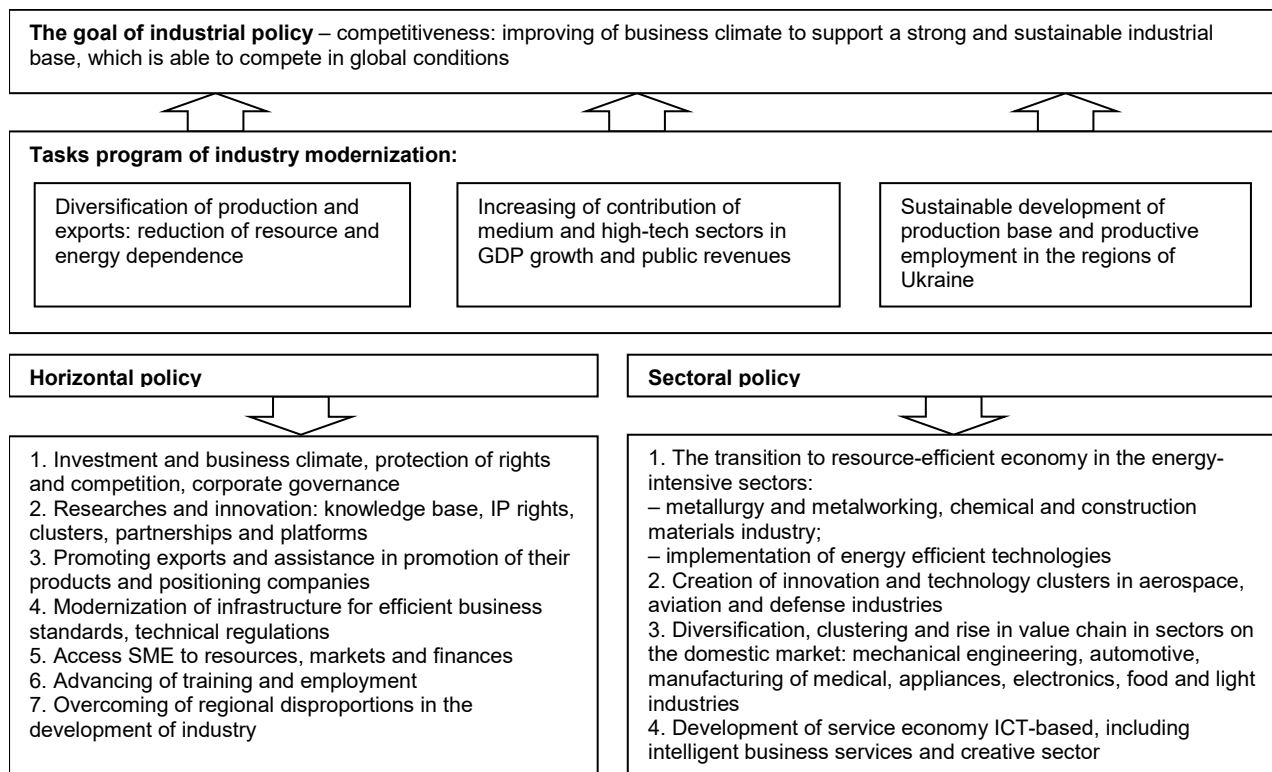 The goal of industrial policy – competitiveness: improving of business climate to support a strong and sustainable industrial
base, which is able to compete in global conditions
Tasks program of industry modernization:
Diversification of production and
exports: reduction of resource and
energy dependence
Increasing of contribution of
medium and high-tech sectors in
GDP growth and public revenues
Sustainable development of
production base and productive
employment in the regions of
Ukraine
Horizontal policy
1. Investment and business climate, protection of rights
and competition, corporate governance
2. Researches and innovation: knowledge base, IP rights,
clusters, partnerships and platforms
3. Promoting exports and assistance in promotion of their
products and positioning companies
4. Modernization of infrastructure for efficient business
standards, technical regulations
5. Access SME to resources, markets and finances
6. Advancing of training and employment
7. Overcoming of regional disproportions in the
development of industry
Sectoral policy
1. The transition to resource-efficient economy in the energy-
intensive sectors:
– metallurgy and metalworking, chemical and construction
materials industry;
– implementation of energy efficient technologies
2. Creation of innovation and technology clusters in aerospace,
aviation and defense industries
3. Diversification, clustering and rise in value chain in sectors on
the domestic market: mechanical engineering, automotive,
manufacturing of medical, appliances, electronics, food and light
industries
4. Development of service economy ICT-based, including
intelligent business services and creative sector